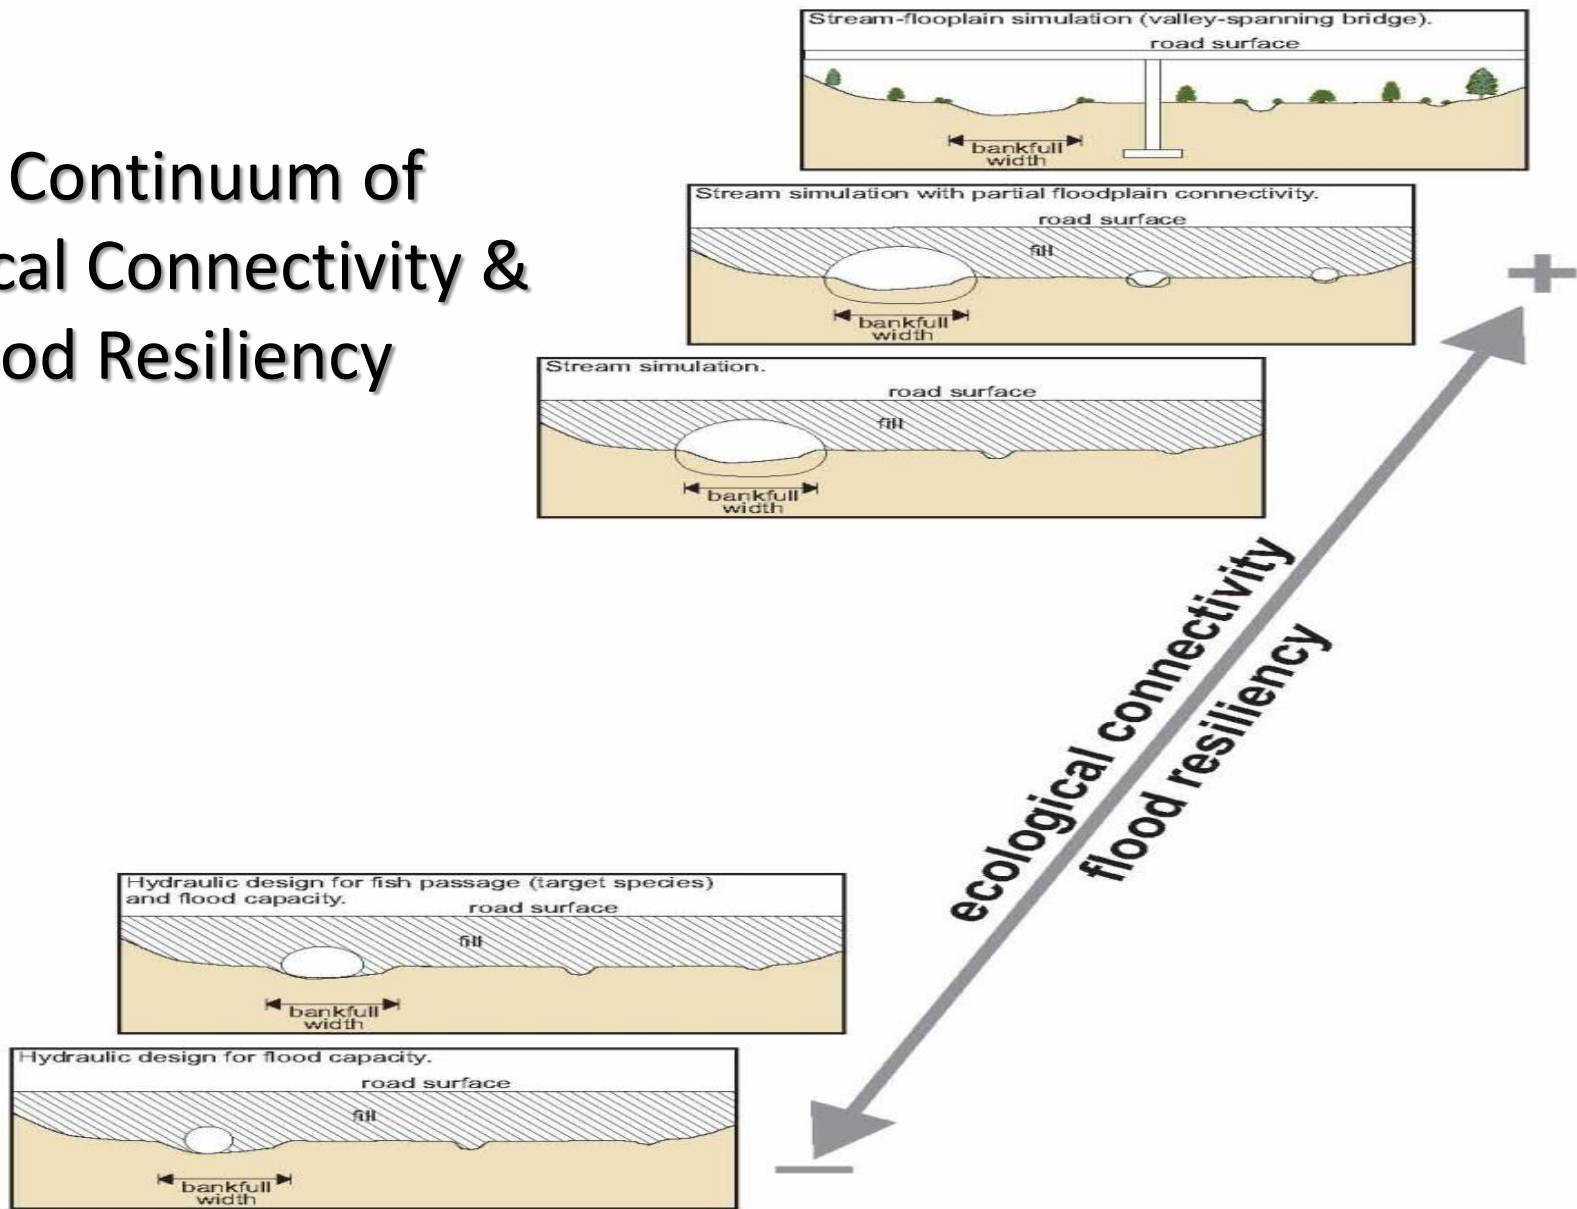 Continuum of
cal Connectivity &
od Resiliency
Stream-flooplain simulation (valley-spanning bridge).
road surface
bankfull
width
Stream simulation with partial floodplain connectivity.
road surface
fill
bankfull
width
Stream simulation.
road surface
fill
bankfull
width
+
ecological connectivity
flood resiliency
Hydraulic design for fish passage (target species)
and flood capacity.
road surface
fill
bankfull
width
Hydraulic design for flood capacity.
road surface
fill
bankfull
width
—